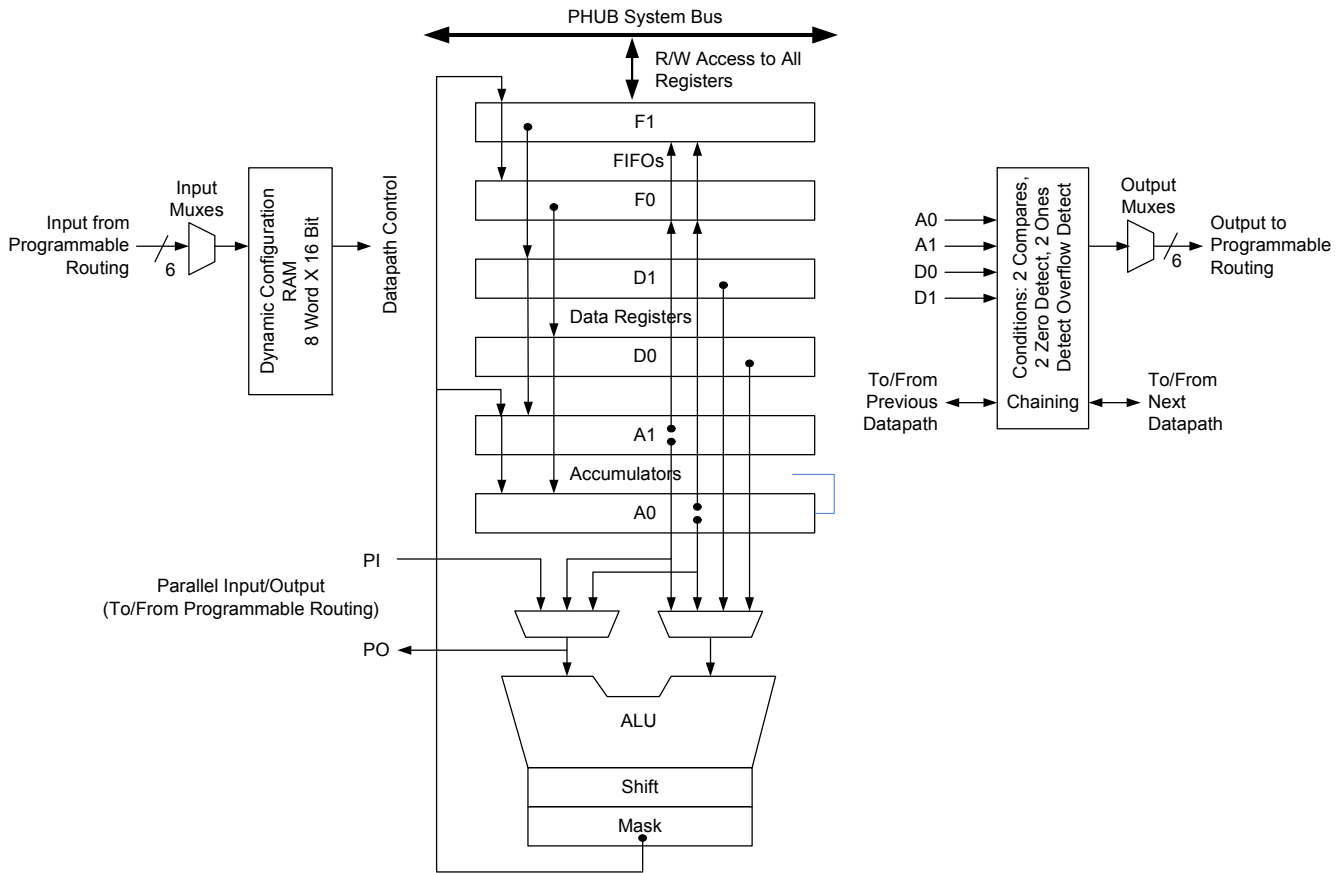 PHUB System Bus
R/W Access to All
Registers
F1
FIFOs
F0
D1
Data Registers
D0
A1
Accumulators
A0
Input from
Programmable
Routing
6
Input
Muxes
Dynamic Configuration
RAM
8 Word X 16 Bit
Datapath Control
A0
A1
D0
D1
Conditions: 2 Compares,
2 Zero Detect, 2 Ones
Detect Overflow Detect
Output
Muxes
6
Output to
Programmable
Routing
To/From
Previous
Datapath
Chaining
To/From
Next
Datapath
PI
Parallel Input/Output
(To/From Programmable Routing)
PO
ALU
Shift
Mask